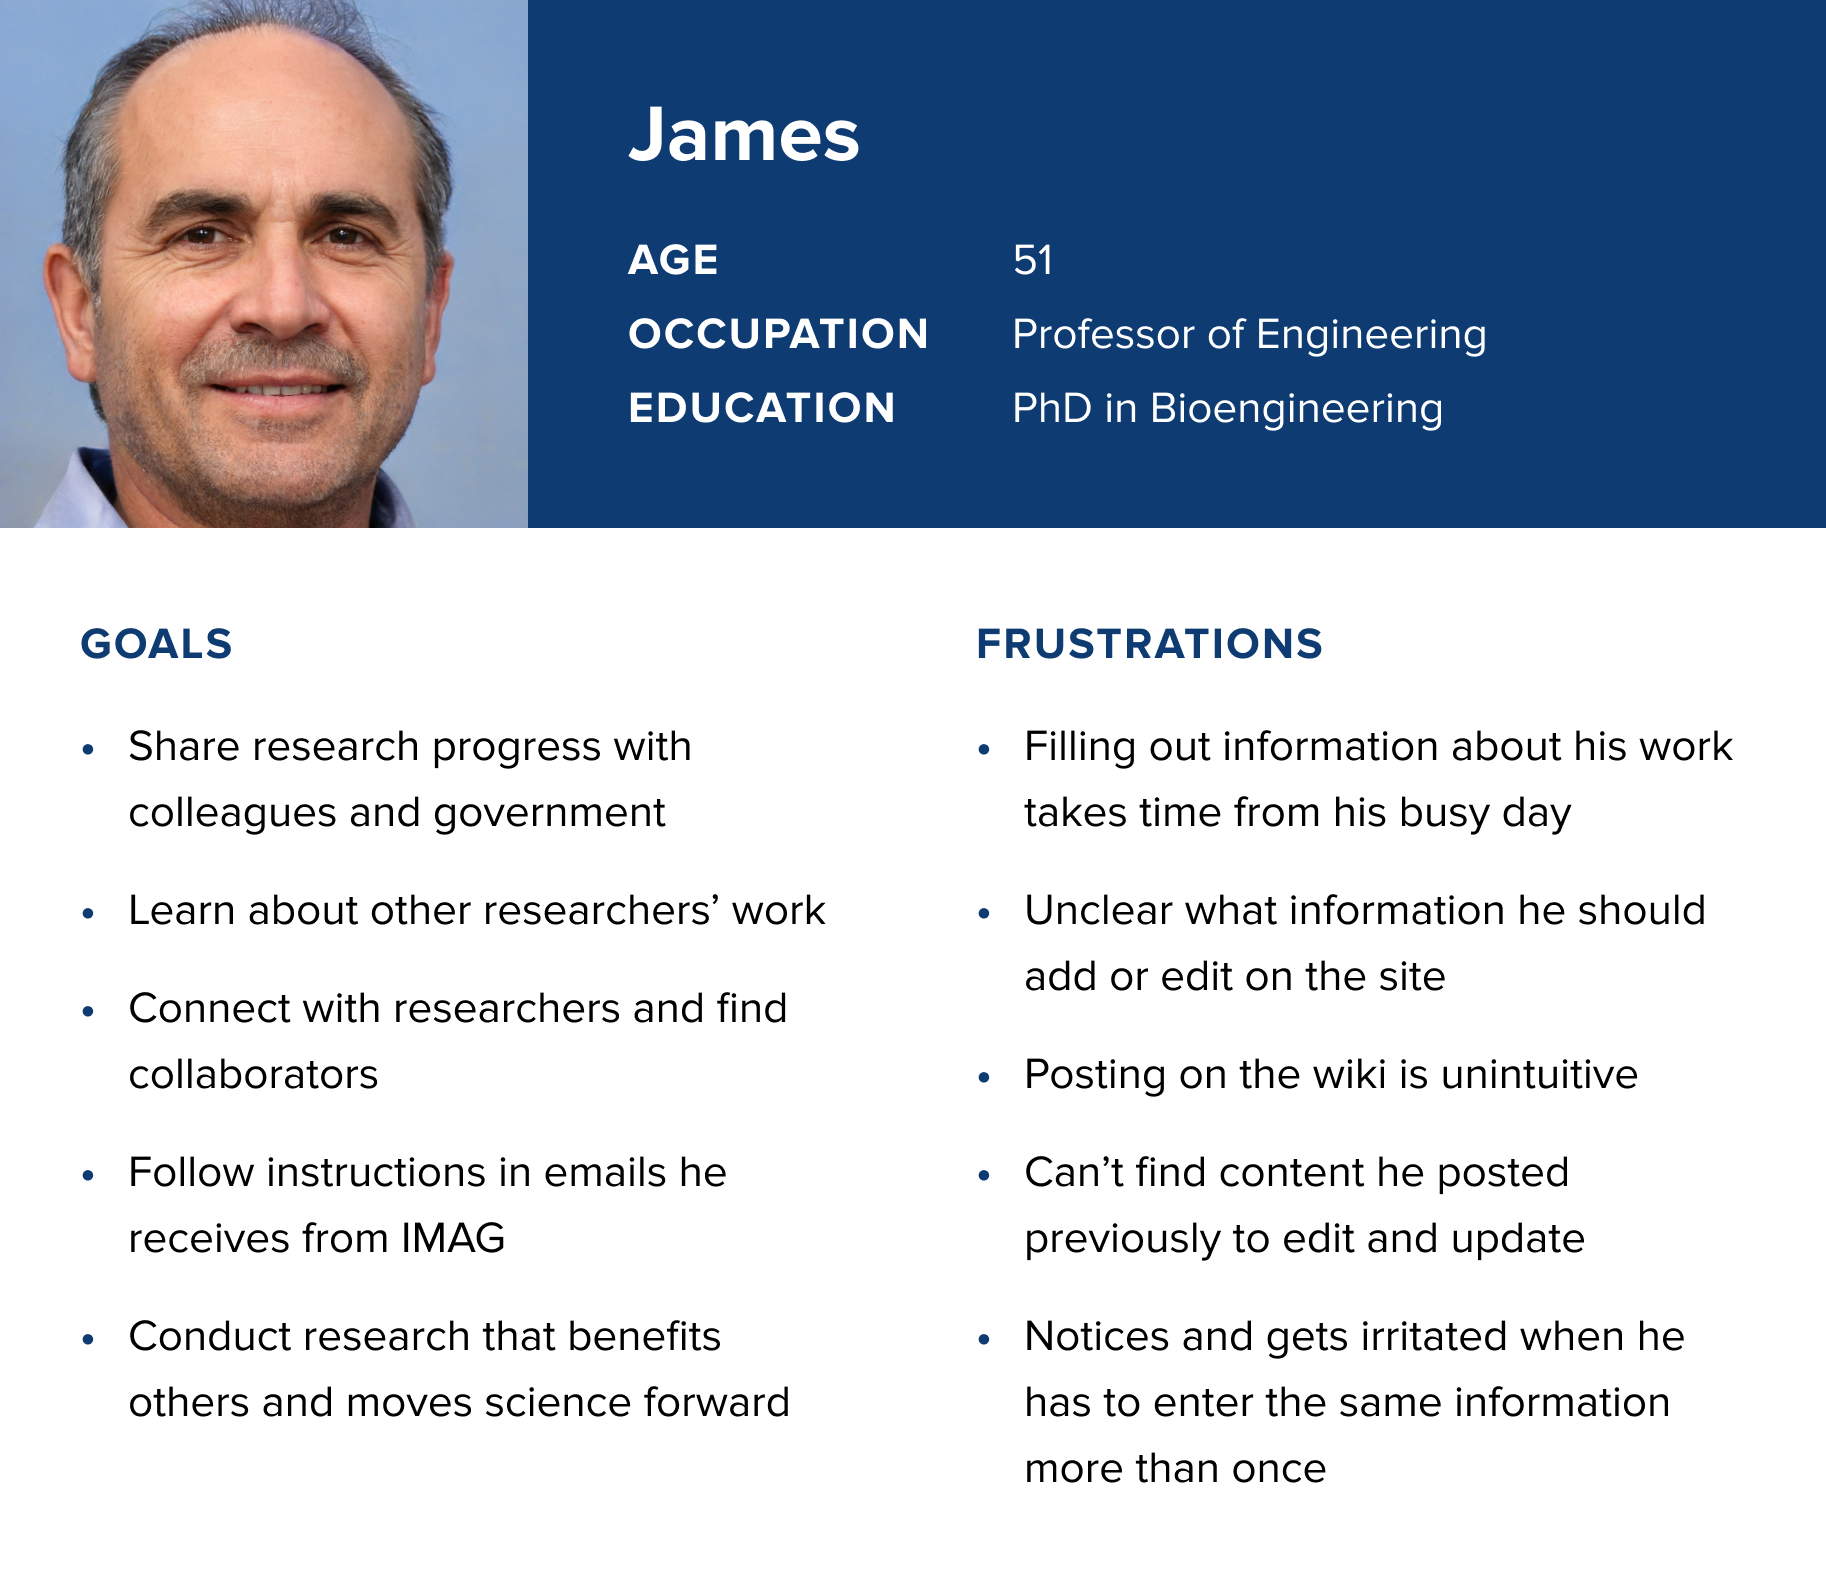 James
AGE 51
OCCUPATION Professor of Engineering
EDUCATION PhD in Bioengineering
GOALS
• Share research progress with
colleagues and government
• Learn about other researchers’ work
• Connect with researchers and find
collaborators
• Follow instructions in emails he
receives from IMAG
• Conduct research that benefits
others and moves science forward
FRUSTRATIONS
• Filling out information about his work
takes time from his busy day
• Unclear what information he should
add or edit on the site
• Posting on the wiki is unintuitive
• Can’t find content he posted
previously to edit and update
• Notices and gets irritated when he
has to enter the same information
more than once